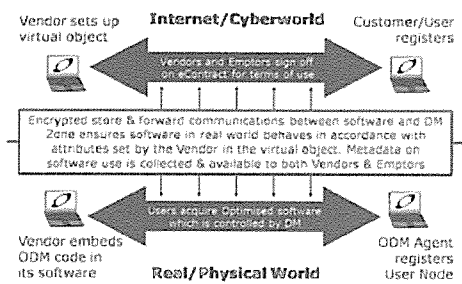 Vendor sets up
virtual object
Internet/Cyberworld
Customer/User
registers
Vendors and Emptors sign off
on eContract for terms of use
Encrypted store & forward communications between software and DM
Zone ensures software in real world behaves in accordance with
attributes set by the Vendor in the virtual object. Metadata on
software use is collected & available to both Vendors & Emptors
Users acquire Optimised software
which is controlled by DM
Vendor embeds
ODM code in
its software
Real/Physical World
ODM Agent
registers
User Node